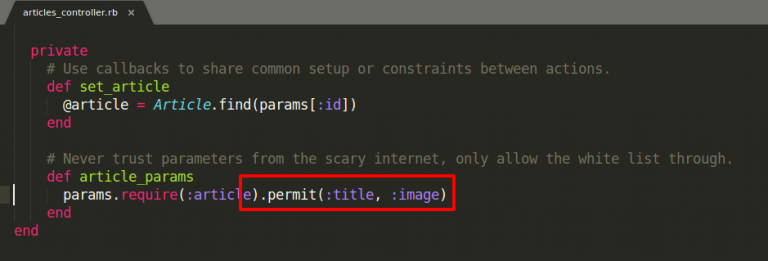 articles_controller.rb ×
private
# Use callbacks to share common setup or constraints between actions.
def set_article
@article = Article.find(params[:id])
end
# Never trust parameters from the scary internet, only allow the white list through.
def article_params
params.require(:article).permit(:title, :image)
end
end